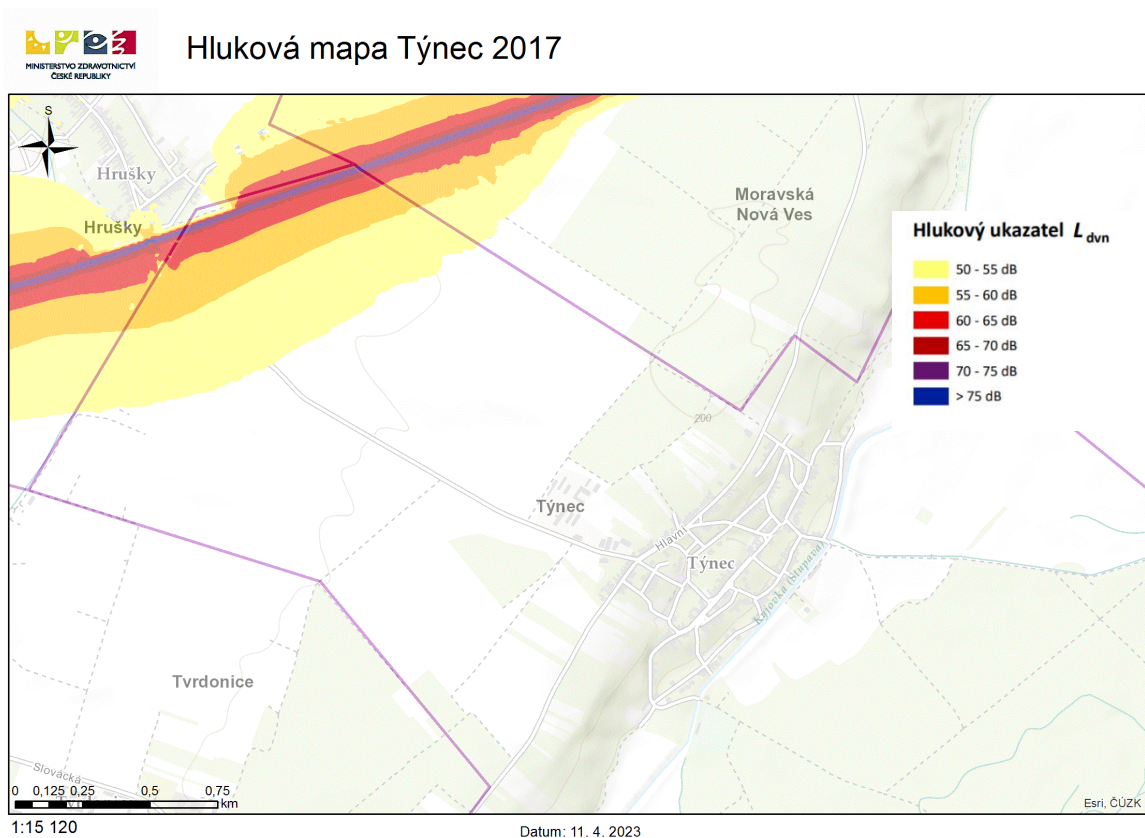 MINISTERSTVO ZDRAVOTNICTVÍ
ČESKÉ REPUBLIKY
Hluková mapa Týnec 2017
S
Hrušky
Hrušky
Moravská
Nová Ves
Hlukový ukazatel L dvn
50 - 55 dB
55 - 60 dB
60 - 65 dB
65 - 70 dB
70 - 75 dB
> 75 dB
200
Týnec
Hlavní
Týnec
Kyjovka (Stupava)
Tvrdonice
Slovácká
0 0,125 0,25 0,5 0,75
km
Esri, ČÚZK
1:15 120
Datum: 11. 4. 2023